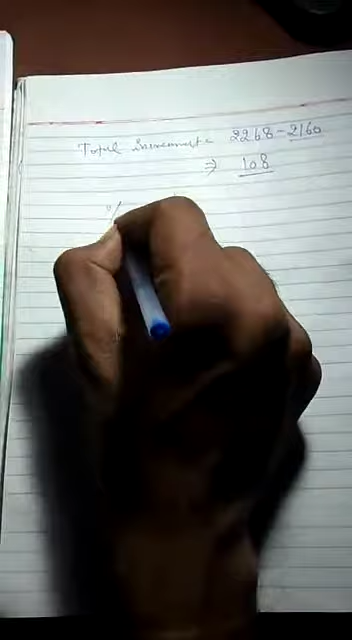 Total increment = 2268 - 2160
⇒ 108
%